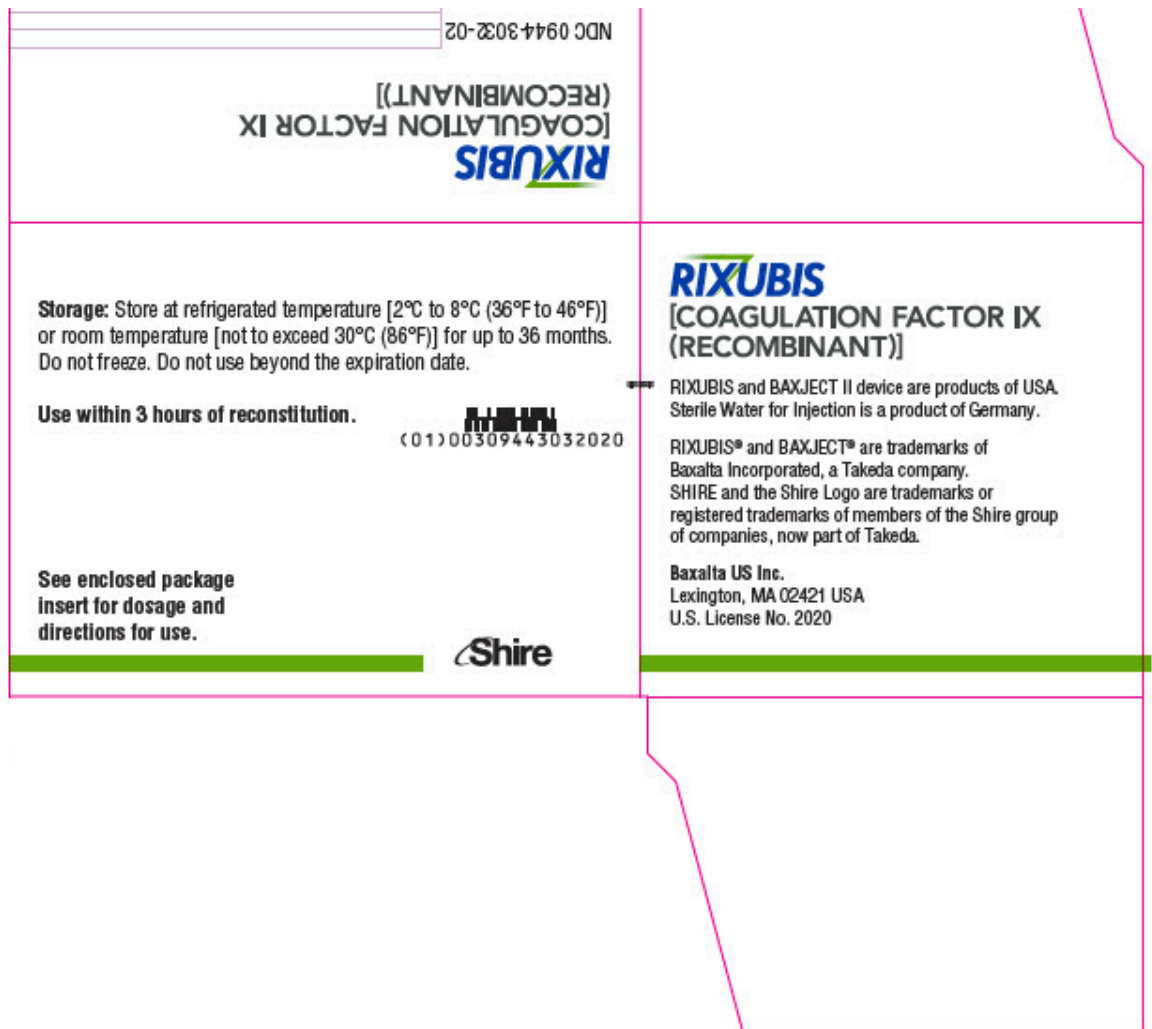 NDC 0944-3032-02
RIXUBIS
[COAGULATION FACTOR IX
(RECOMBINANT)]
Storage: Store at refrigerated temperature [2°C to 8°C (36°F to 46°F)]
or room temperature [not to exceed 30°C (86°F)] for up to 36 months.
Do not freeze. Do not use beyond the expiration date.
Use within 3 hours of reconstitution.
(01)00309443032020
See enclosed package
insert for dosage and
directions for use.
Shire
RIXUBIS
[COAGULATION FACTOR IX
(RECOMBINANT)]
RIXUBIS and BAXJECT II device are products of USA.
Sterile Water for Injection is a product of Germany.
RIXUBIS® and BAXJECT® are trademarks of
Baxalta Incorporated, a Takeda company.
SHIRE and the Shire Logo are trademarks or
registered trademarks of members of the Shire group
of companies, now part of Takeda.
Baxalta US Inc.
Lexington, MA 02421 USA
U.S. License No. 2020